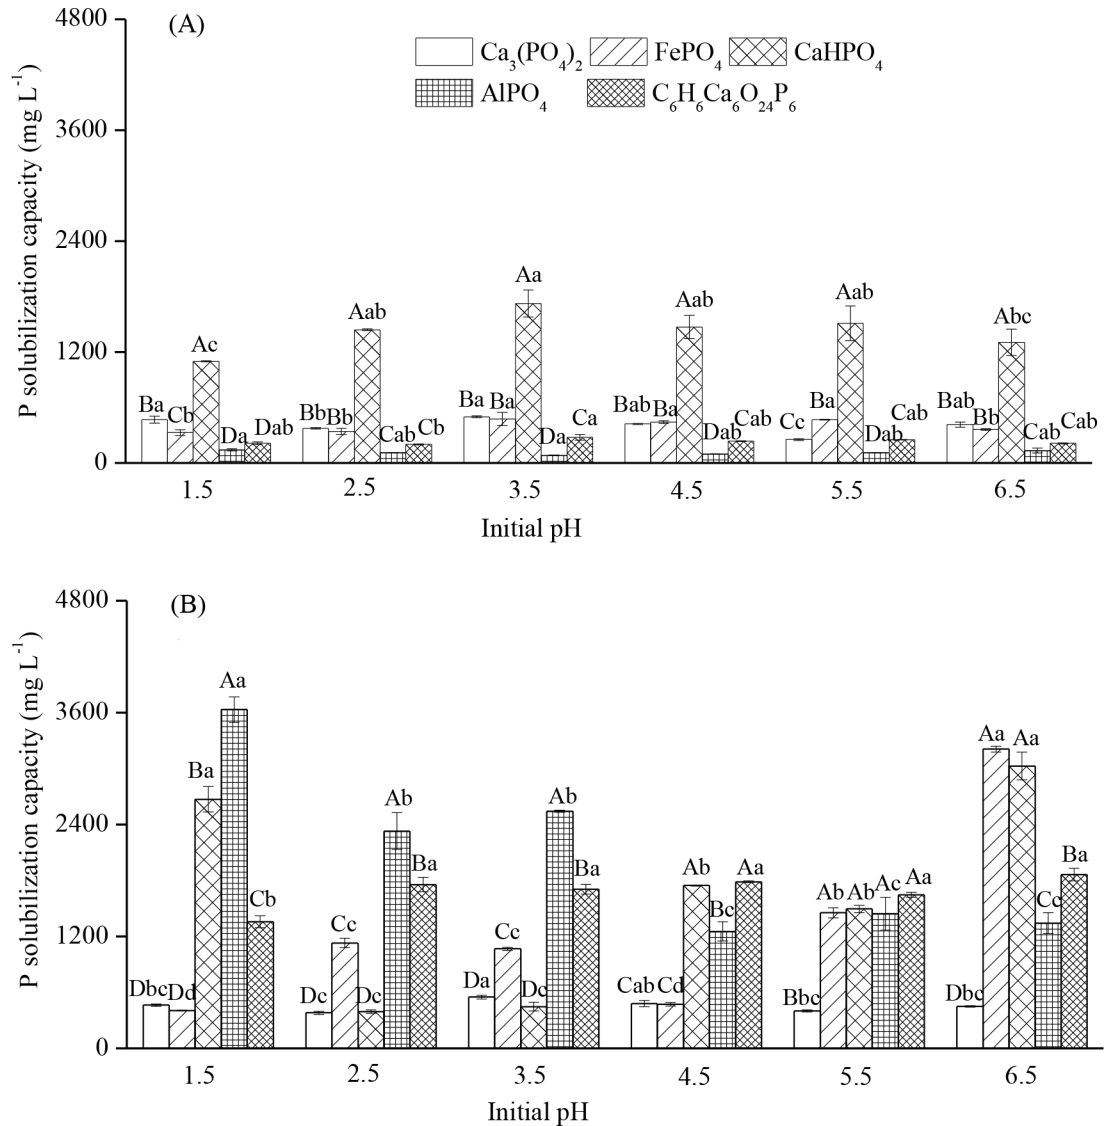 (A)
4800
3600
2400
1200
0
P solubilization capacity (mg L⁻¹)
Ca₃(PO₄)₂ FePO₄ CaHPO₄
AlPO₄ C₆H₆Ca₆O₂₄P₆
Ba Cb Ac Da Dab
Bb Bb Aab Cab Cb
Ba Ba Aa Da Ca
Bab Ba Aab Dab Cab
Cc Ba Aab Dab Cab
Bab Bb Abc Cab Cab
1.5 2.5 3.5 4.5 5.5 6.5
Initial pH
(B)
4800
3600
2400
1200
0
P solubilization capacity (mg L⁻¹)
Dbc Dd Ba Aa Cb
Dc Cc Dc Ab Ba
Da Cc Dc Ab Ba
Cab Cd Ab Bc Aa
Bbc Ab Ab Ac Aa
Dbc Aa Aa Cc Ba
1.5 2.5 3.5 4.5 5.5 6.5
Initial pH